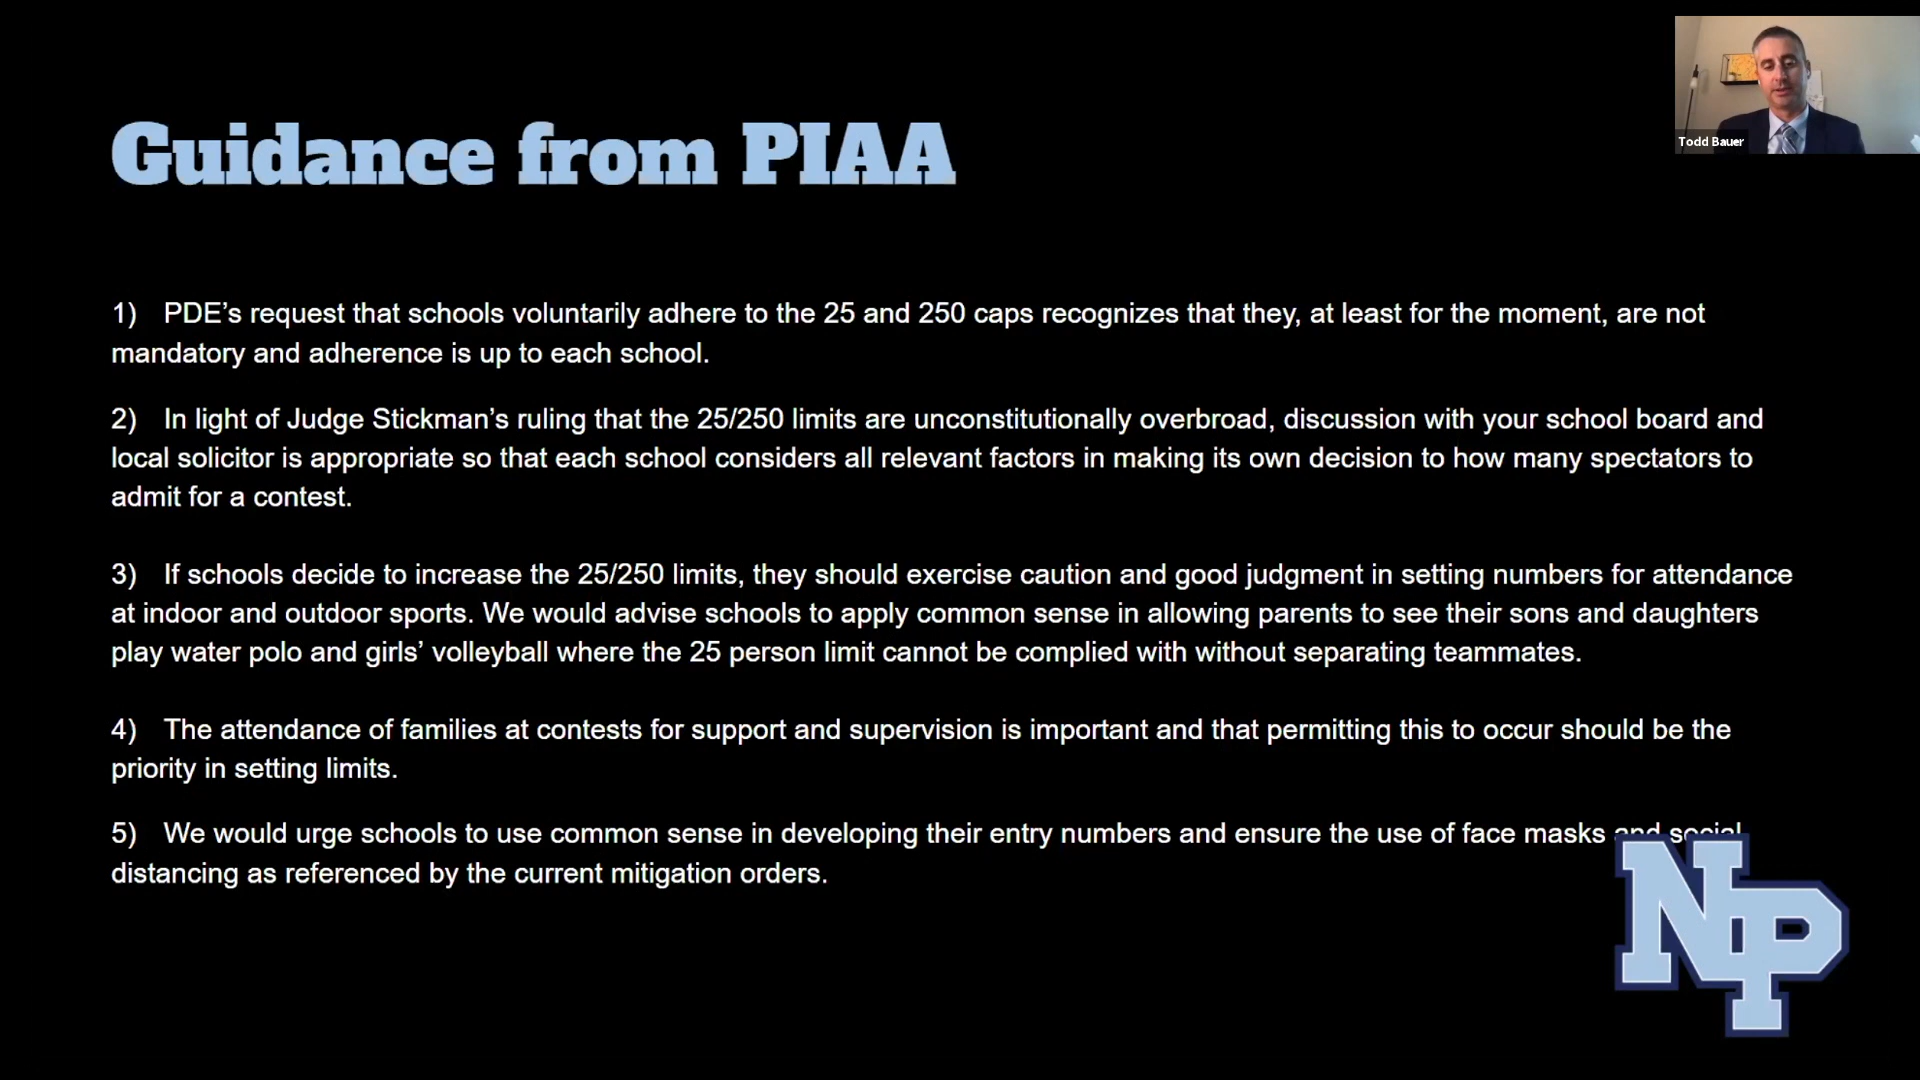 Todd Bauer
Guidance from PIAA
1) PDE’s request that schools voluntarily adhere to the 25 and 250 caps recognizes that they, at least for the moment, are not
mandatory and adherence is up to each school.
2) In light of Judge Stickman’s ruling that the 25/250 limits are unconstitutionally overbroad, discussion with your school board and
local solicitor is appropriate so that each school considers all relevant factors in making its own decision to how many spectators to
admit for a contest.
3) If schools decide to increase the 25/250 limits, they should exercise caution and good judgment in setting numbers for attendance
at indoor and outdoor sports. We would advise schools to apply common sense in allowing parents to see their sons and daughters
play water polo and girls’ volleyball where the 25 person limit cannot be complied with without separating teammates.
4) The attendance of families at contests for support and supervision is important and that permitting this to occur should be the
priority in setting limits.
5) We would urge schools to use common sense in developing their entry numbers and ensure the use of face masks and social
distancing as referenced by the current mitigation orders.
NP